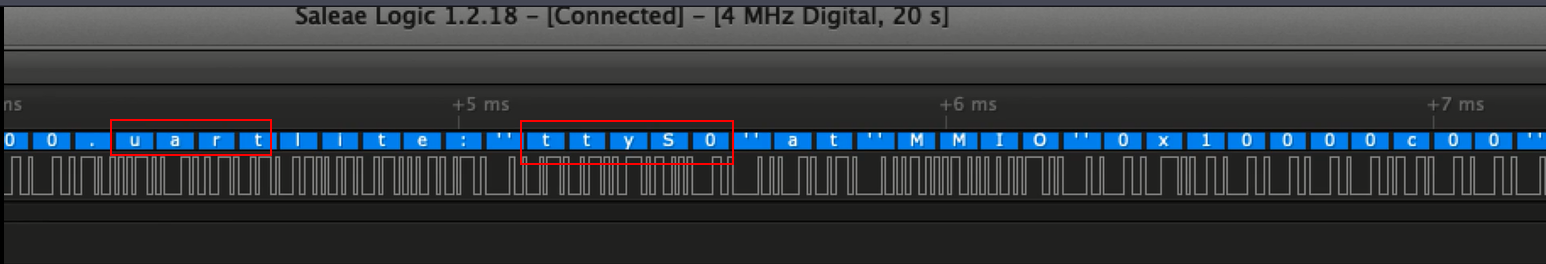 Saleae Logic 1.2.18 – [Connected] – [4 MHz Digital, 20 s]
ms +5 ms +6 ms +7 ms
0 0 . u a r t l i t e : '' t t y S 0 '' a t '' M M I O '' 0 x 1 0 0 0 0 c 0 0 ''